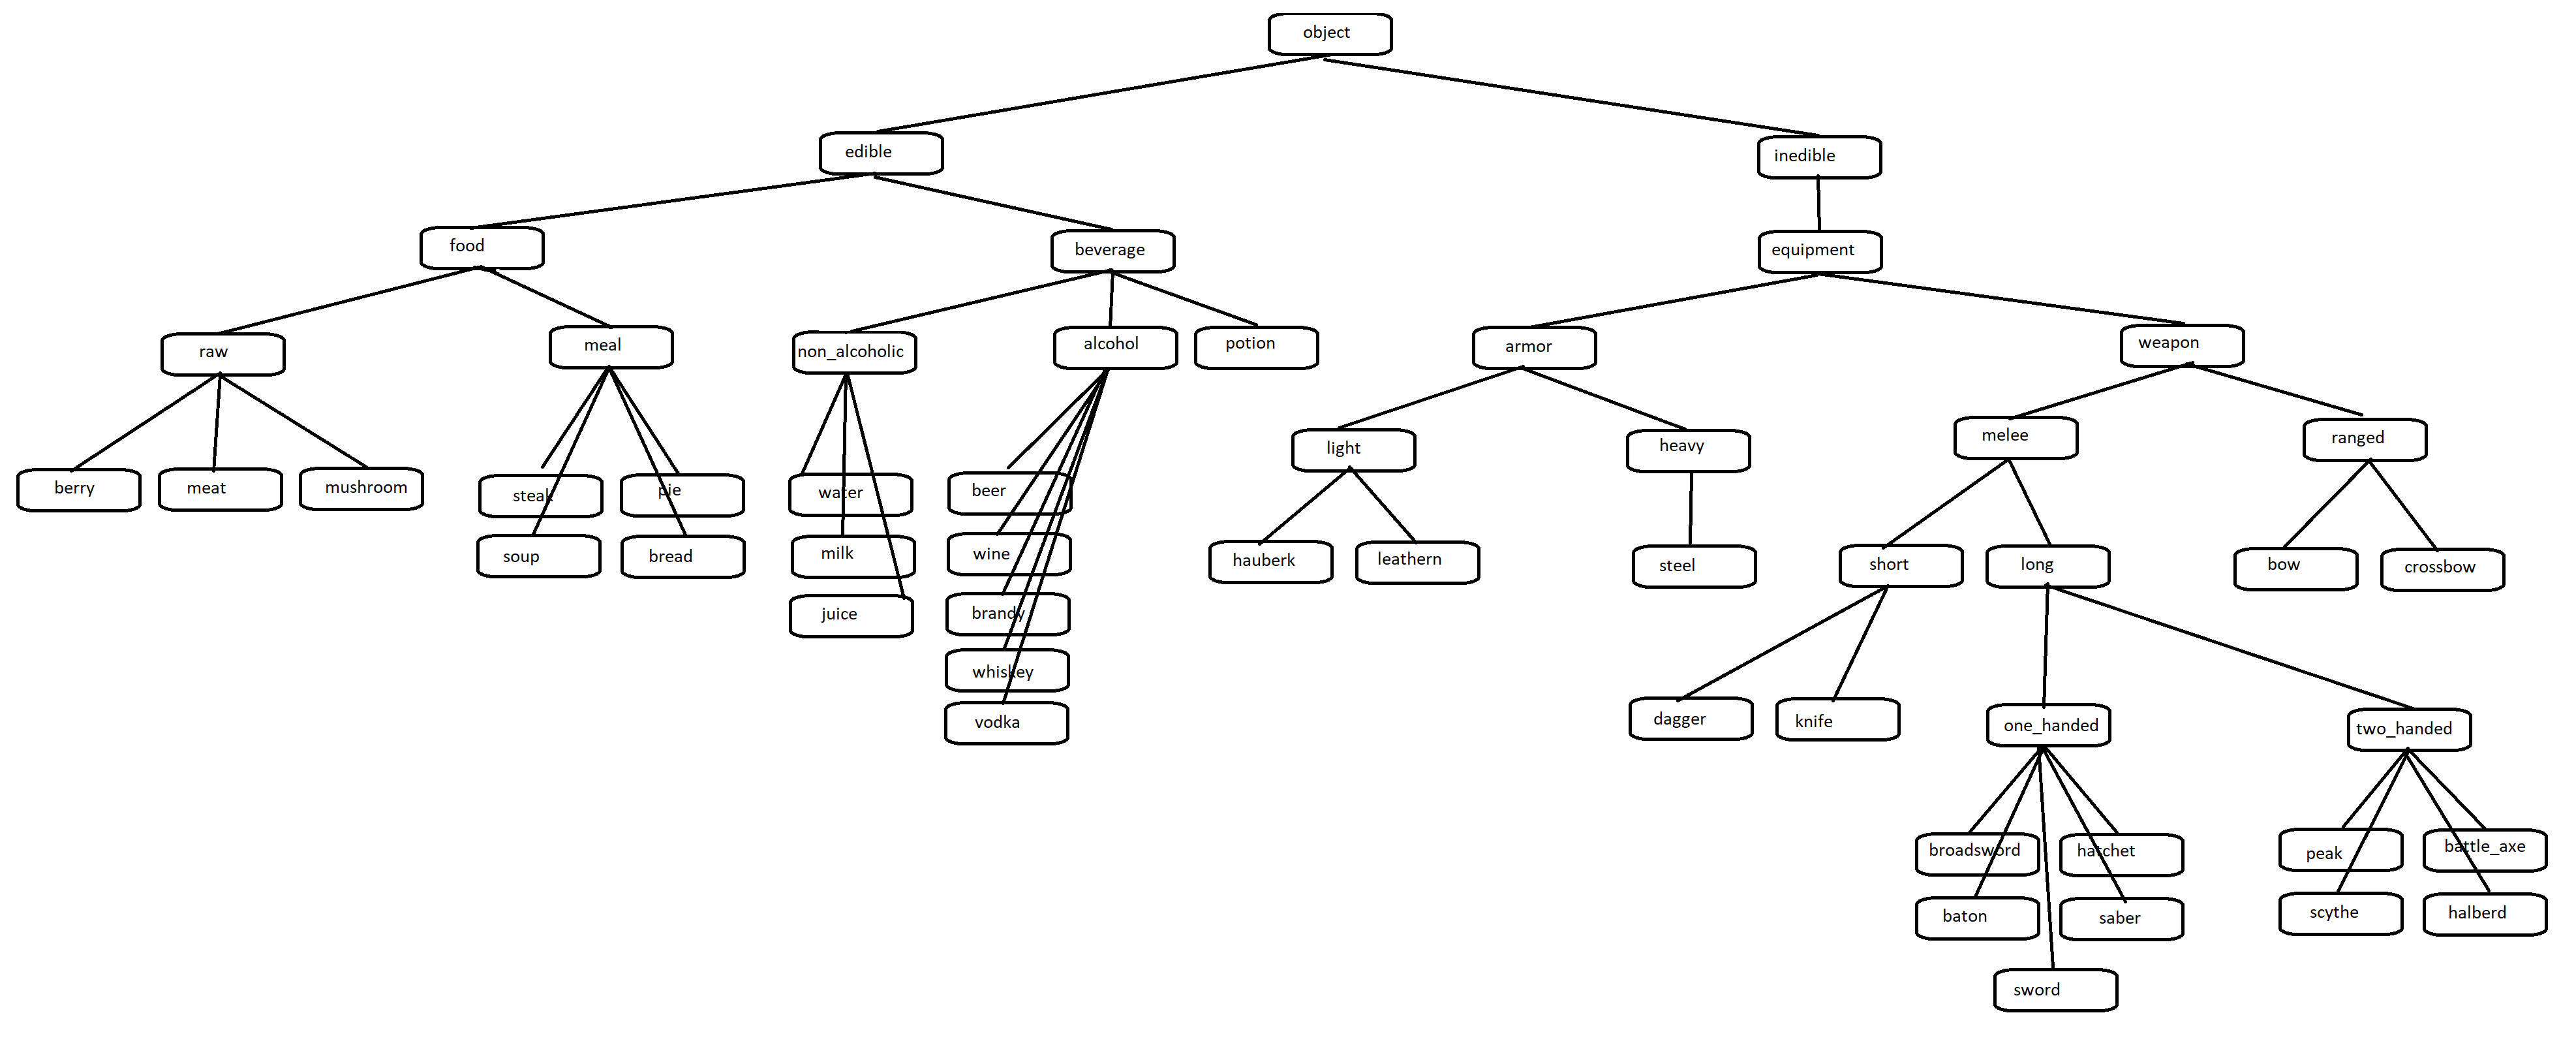 object
edible
inedible
food
beverage
equipment
raw
meal
non_alcoholic
alcohol
potion
armor
weapon
light
heavy
melee
ranged
berry
meat
mushroom
steak
pie
soup
bread
water
milk
juice
beer
wine
brandy
whiskey
vodka
hauberk
leathern
steel
short
long
bow
crossbow
dagger
knife
one_handed
two_handed
broadsword
hatchet
baton
saber
sword
peak
battle_axe
scythe
halberd